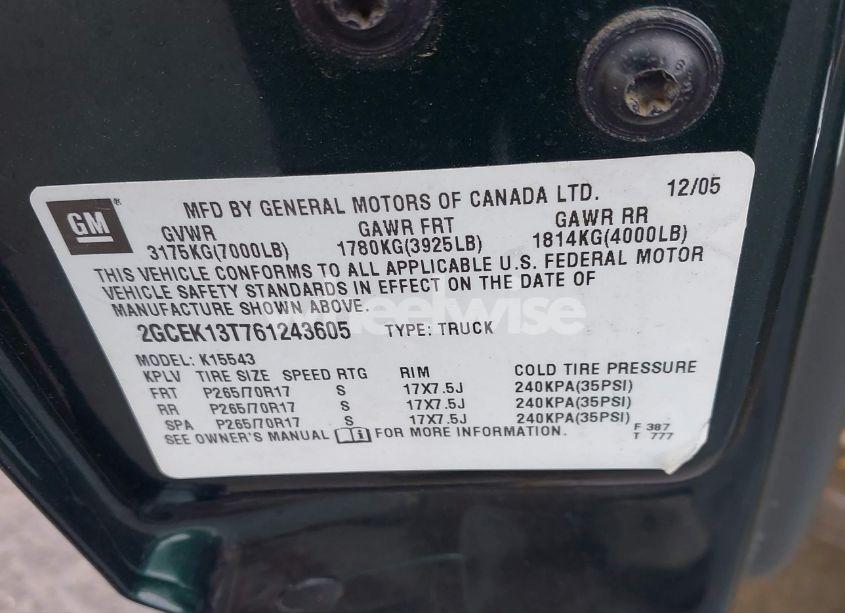 GM
MFD BY GENERAL MOTORS OF CANADA LTD. 12/05
GVWR GAWR FRT GAWR RR
3175KG(7000LB) 1780KG(3925LB) 1814KG(4000LB)
THIS VEHICLE CONFORMS TO ALL APPLICABLE U.S. FEDERAL MOTOR
VEHICLE SAFETY STANDARDS IN EFFECT ON THE DATE OF
MANUFACTURE SHOWN ABOVE.
wheelwise
2GCEK13T761243605 TYPE: TRUCK
MODEL: K15543
KPLV TIRE SIZE SPEED RTG RIM COLD TIRE PRESSURE
FRT P265/70R17 S 17X7.5J 240KPA(35PSI)
RR P265/70R17 S 17X7.5J 240KPA(35PSI)
SPA P265/70R17 S 17X7.5J 240KPA(35PSI)
SEE OWNER'S MANUAL FOR MORE INFORMATION.
F 387
T 777